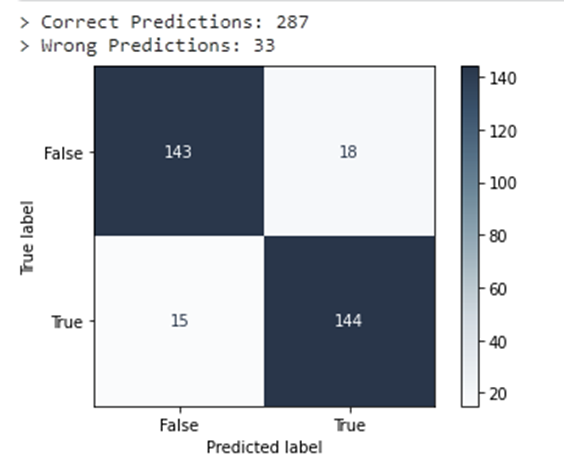 > Correct Predictions: 287
> Wrong Predictions: 33
140
143 18
False
120
100
True label
80
60
15 144
True
40
20
False True
Predicted label